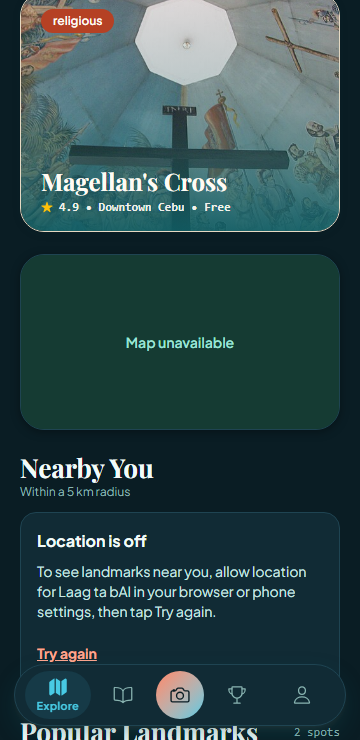 religious
INRI
Magellan's Cross
★ 4.9 • Downtown Cebu • Free
Map unavailable
Nearby You
Within a 5 km radius
Location is off
To see landmarks near you, allow location
for Laag ta bAI in your browser or phone
settings, then tap Try again.
Try again
Explore
Popular Landmarks
2 spots